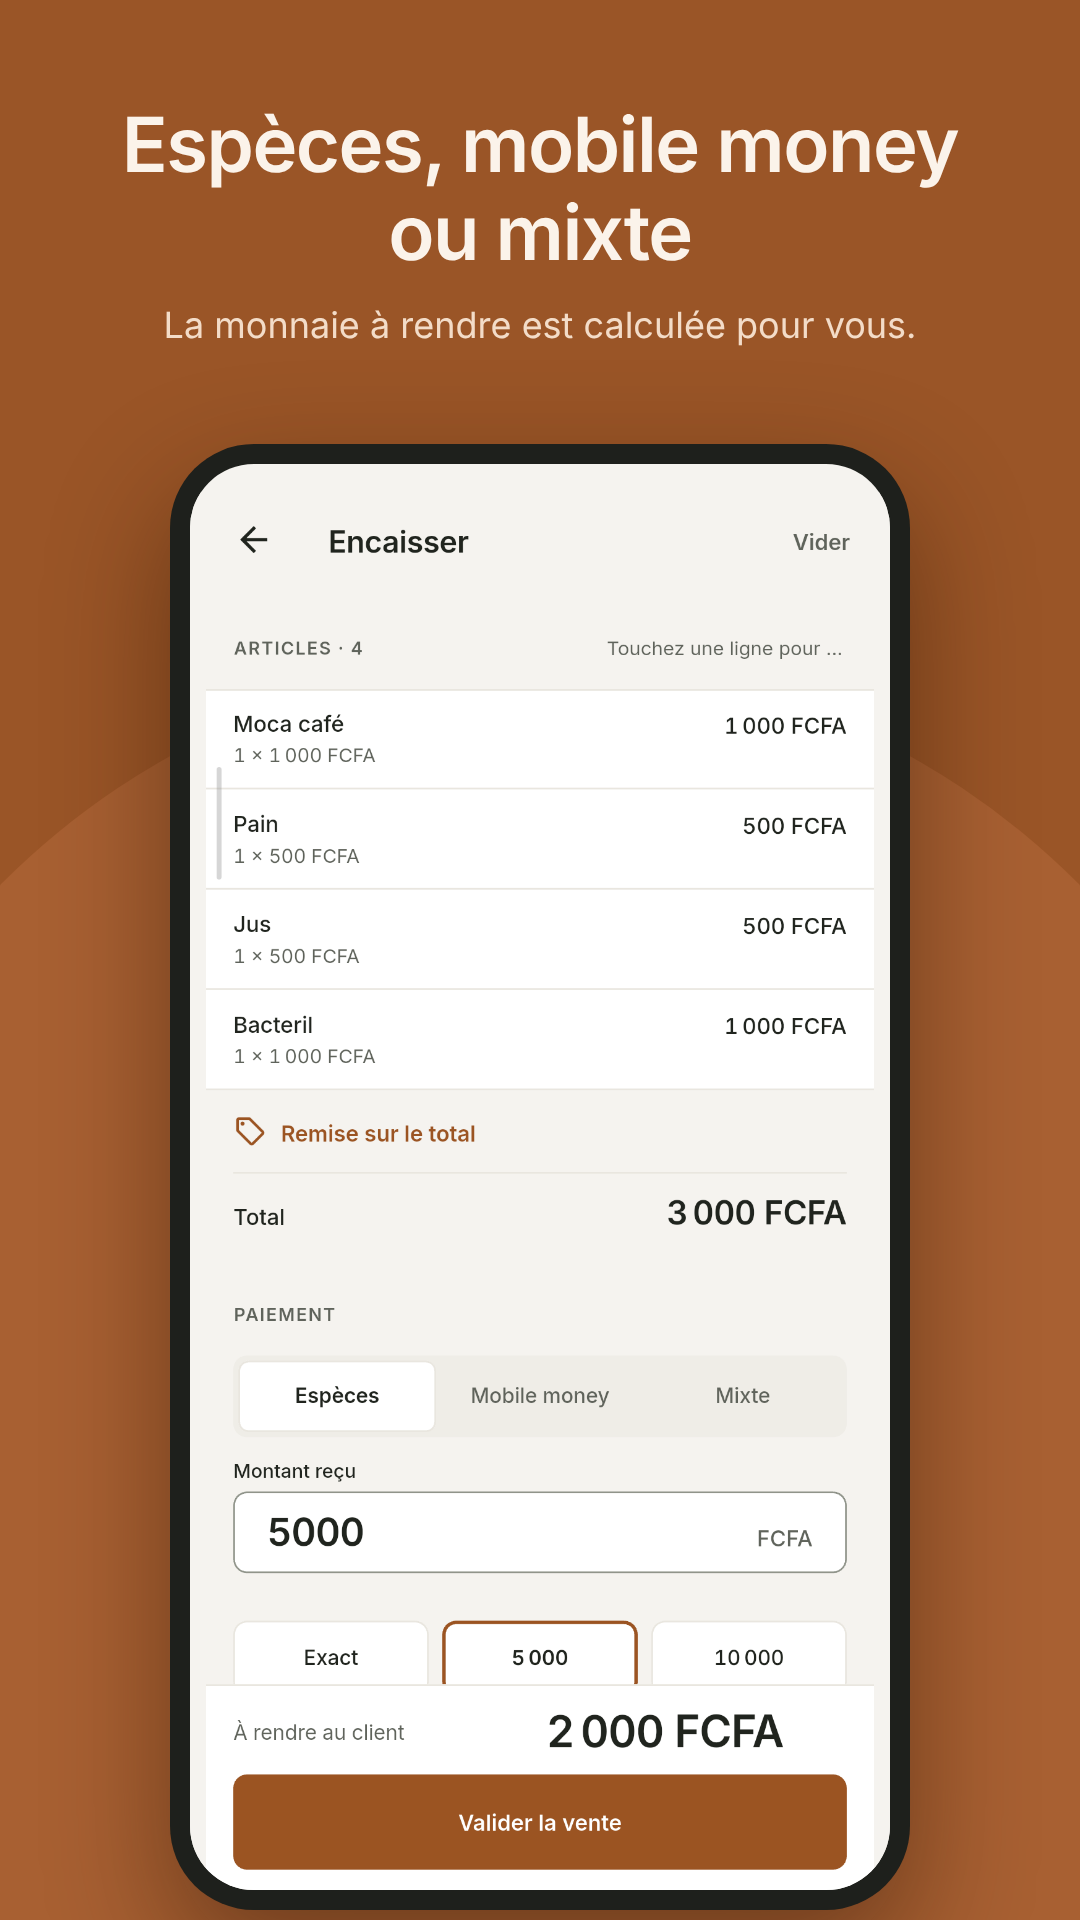 Espèces, mobile money
ou mixte
La monnaie à rendre est calculée pour vous.
Encaisser
Vider
ARTICLES · 4
Touchez une ligne pour ...
Moca café
1 000 FCFA
1 × 1 000 FCFA
Pain
500 FCFA
1 × 500 FCFA
Jus
500 FCFA
1 × 500 FCFA
Bacteril
1 000 FCFA
1 × 1 000 FCFA
Remise sur le total
Total
3 000 FCFA
PAIEMENT
Espèces
Mobile money
Mixte
Montant reçu
5000
FCFA
Exact
5 000
10 000
À rendre au client
2 000 FCFA
Valider la vente